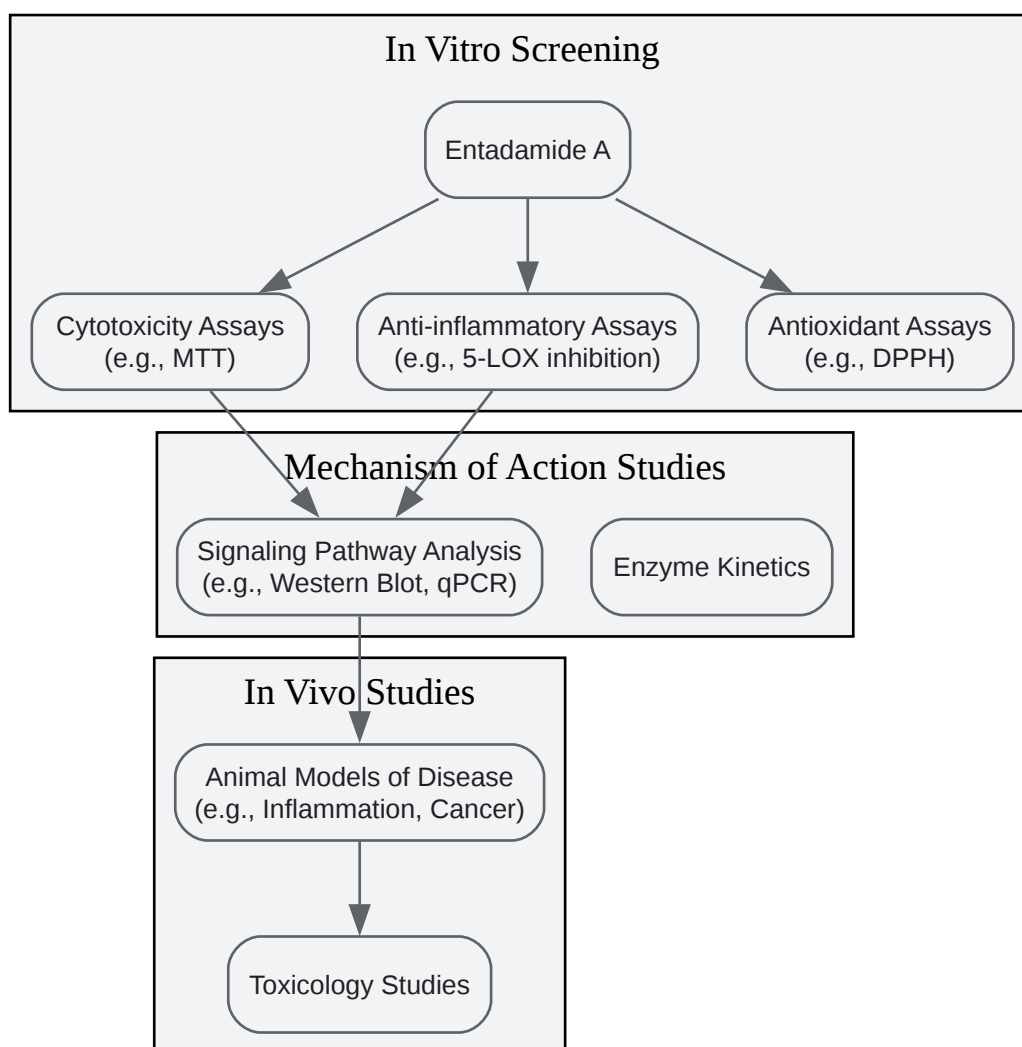 In Vitro Screening
Entadamide A
Cytotoxicity Assays
(e.g., MTT)
Anti-inflammatory Assays
(e.g., 5-LOX inhibition)
Antioxidant Assays
(e.g., DPPH)
Mechanism of Action Studies
Signaling Pathway Analysis
(e.g., Western Blot, qPCR)
Enzyme Kinetics
In Vivo Studies
Animal Models of Disease
(e.g., Inflammation, Cancer)
Toxicology Studies